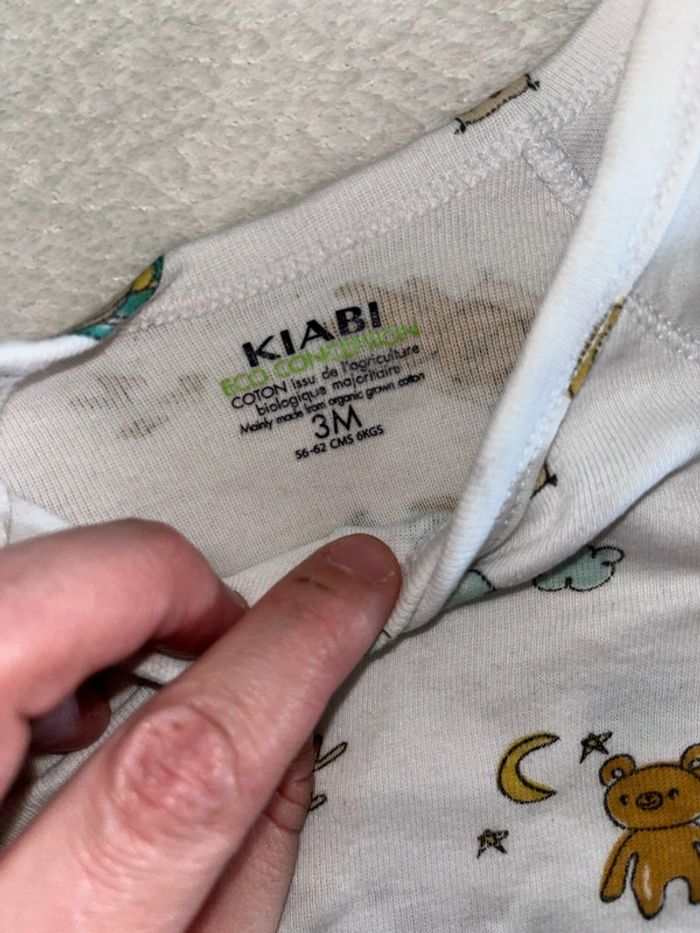 KIABI
ECO CONCEPTION
COTON issu de l'agriculture
biologique majoritaire
Mainly made from organic grown cotton
3M
56-62 CMS 6KGS